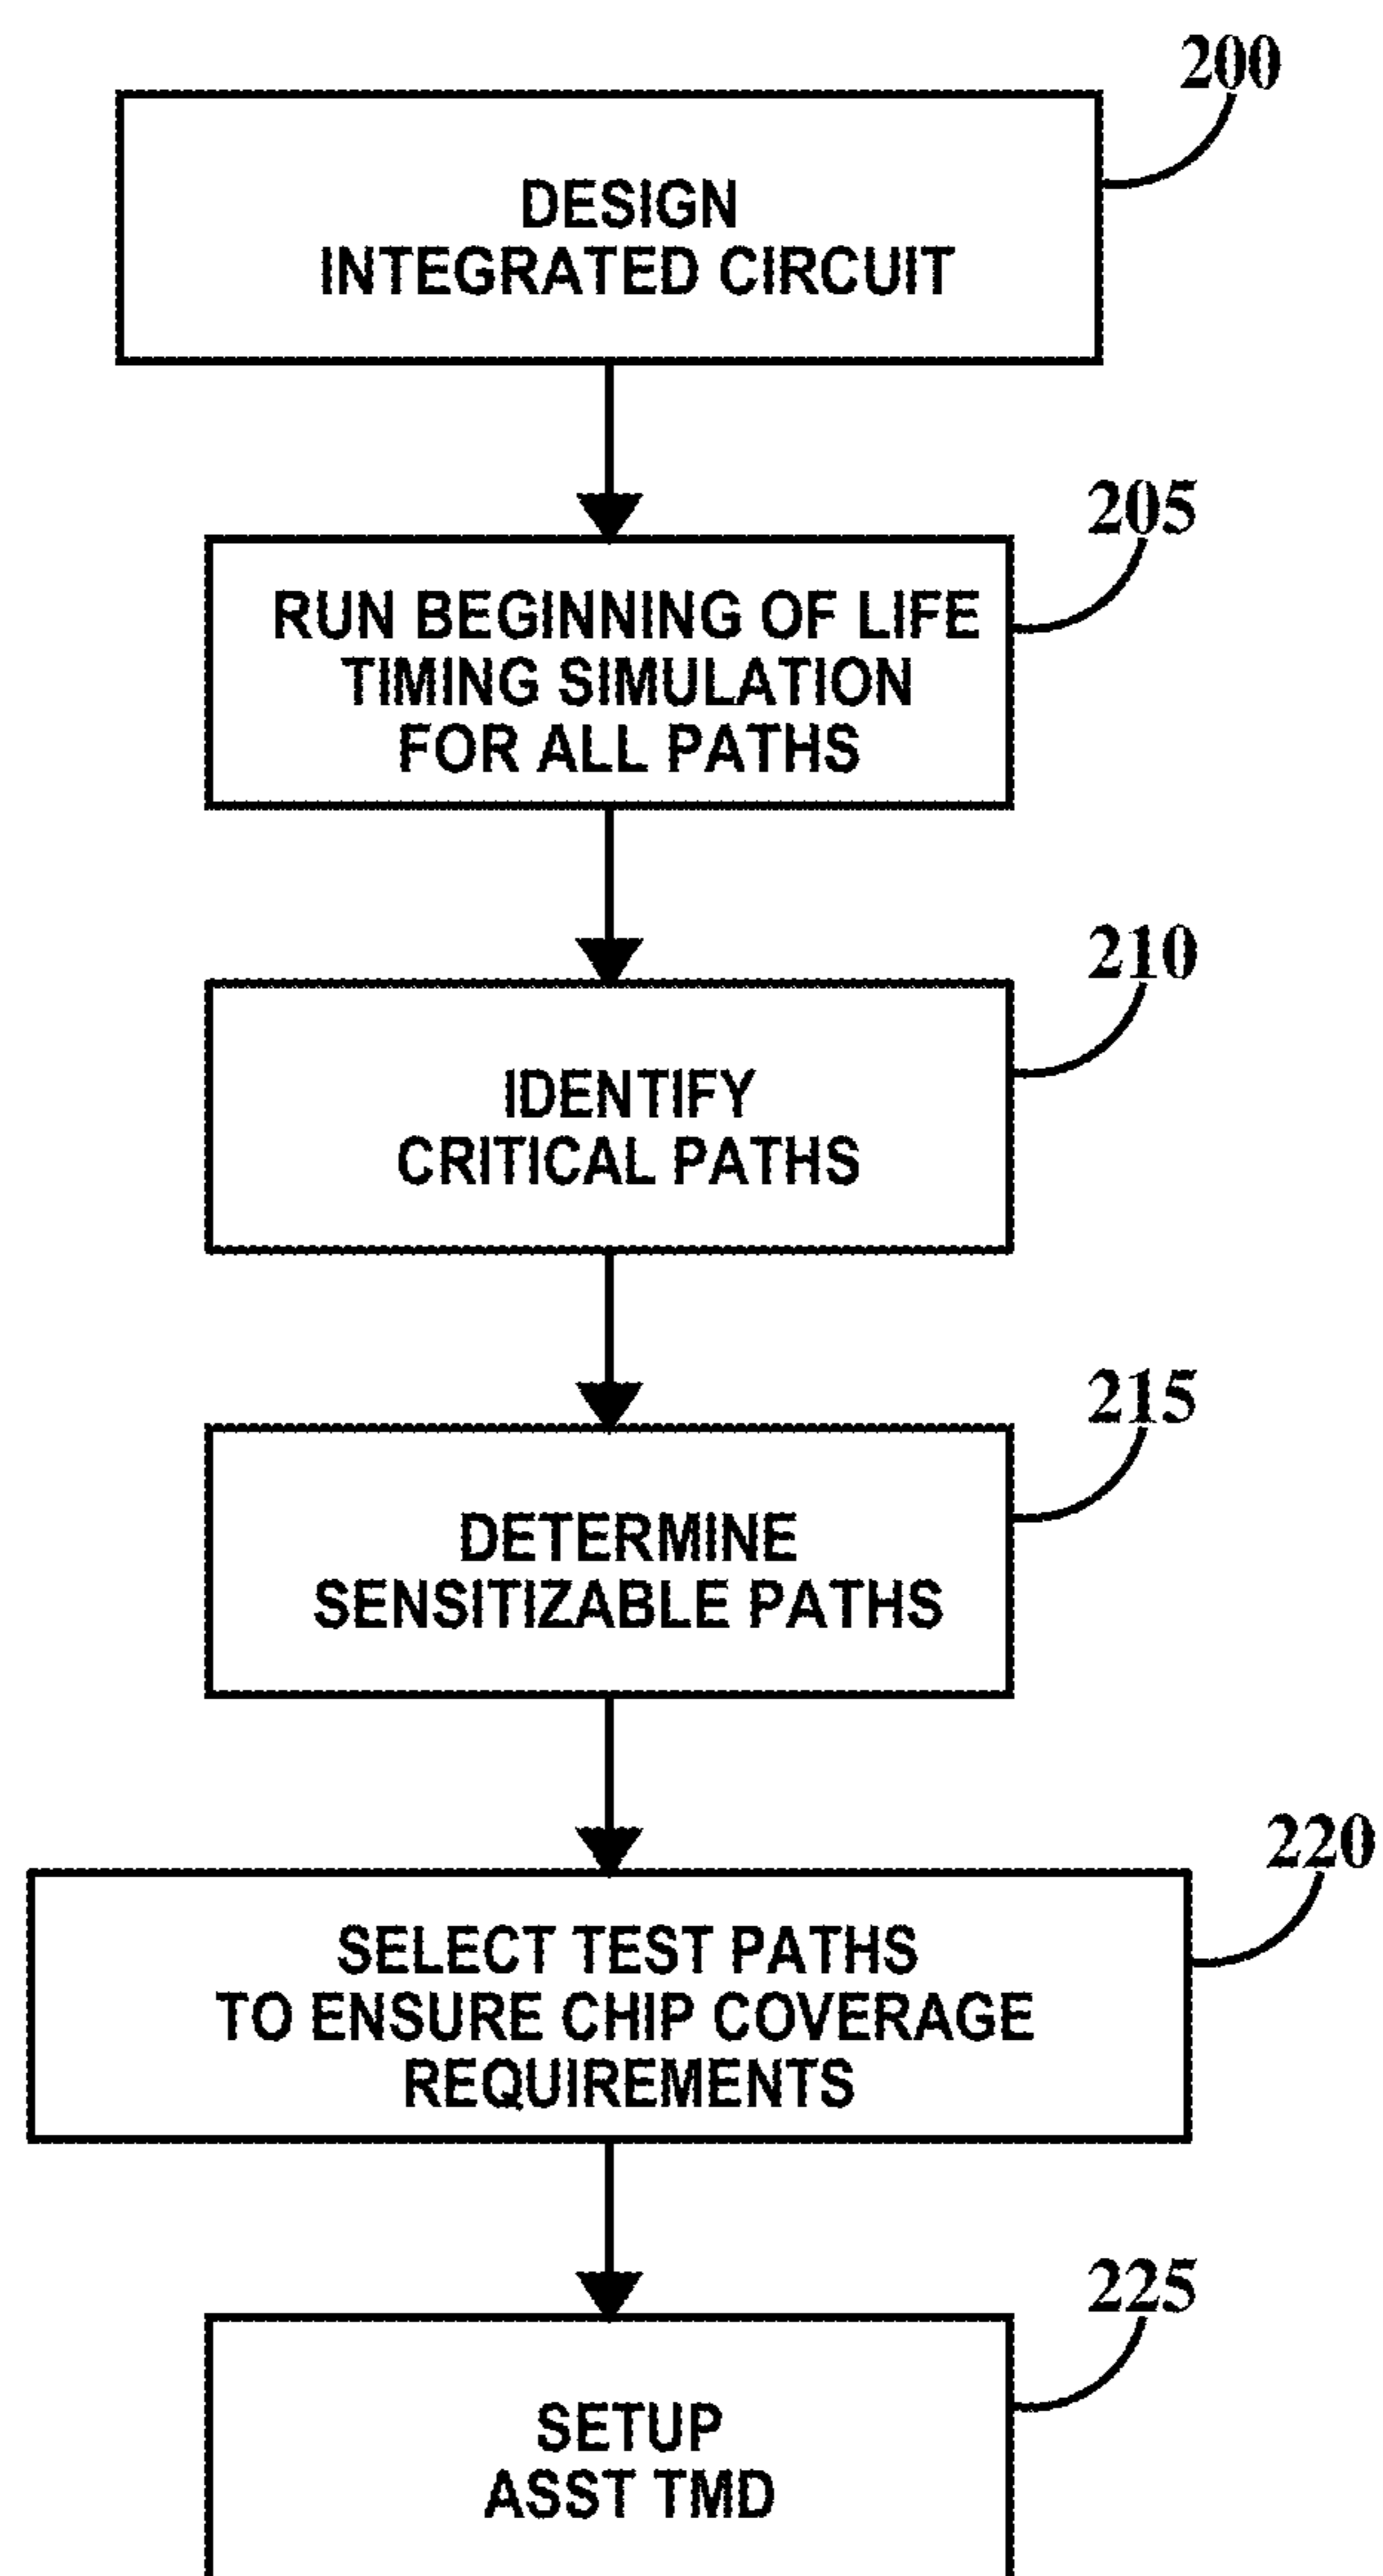 200
DESIGN
INTEGRATED CIRCUIT
205
RUN BEGINNING OF LIFE
TIMING SIMULATION
FOR ALL PATHS
210
IDENTIFY
CRITICAL PATHS
215
DETERMINE
SENSITIZABLE PATHS
220
SELECT TEST PATHS
TO ENSURE CHIP COVERAGE
REQUIREMENTS
225
SETUP
ASST TMD